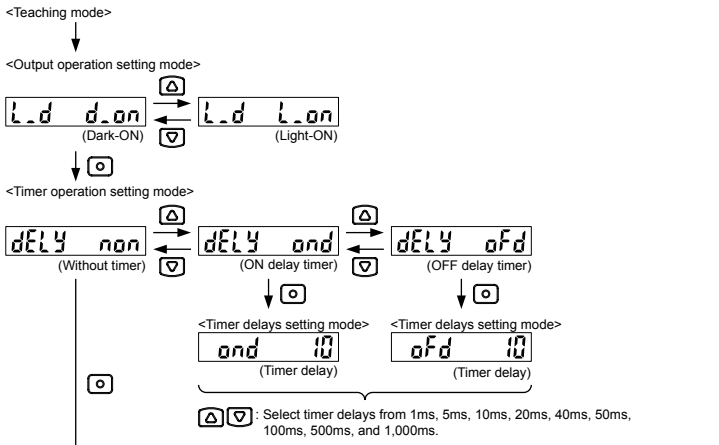 <Teaching mode>
<Output operation setting mode>
L_d d_on
(Dark-ON)
L_d L_on
(Light-ON)
<Timer operation setting mode>
dELY non
(Without timer)
dELY ond
(ON delay timer)
dELY oFd
(OFF delay timer)
<Timer delays setting mode>
ond 10
(Timer delay)
<Timer delays setting mode>
oFd 10
(Timer delay)
: Select timer delays from 1ms, 5ms, 10ms, 20ms, 40ms, 50ms,
100ms, 500ms, and 1,000ms.